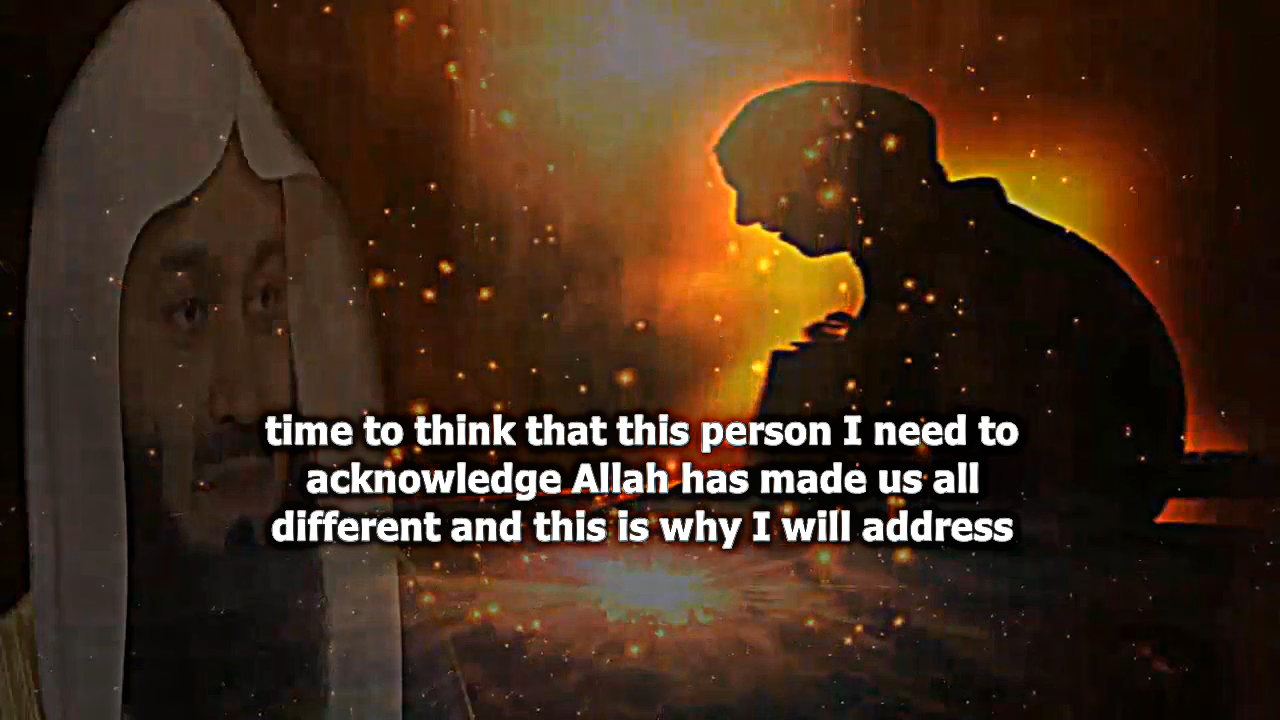 time to think that this person I need to
acknowledge Allah has made us all
different and this is why I will address